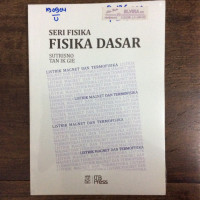 SERI FISIKA
FISIKA DASAR
SUTRISNO
TAN IK GIE
LISTRIK MAGNET DAN TERMOFISIKA
LISTRIK MAGNET DAN TERMOFISIKA
LISTRIK MAGNET DAN TERMOFISIKA
LISTRIK MAGNET DAN TERMOFISIKA
PRESS